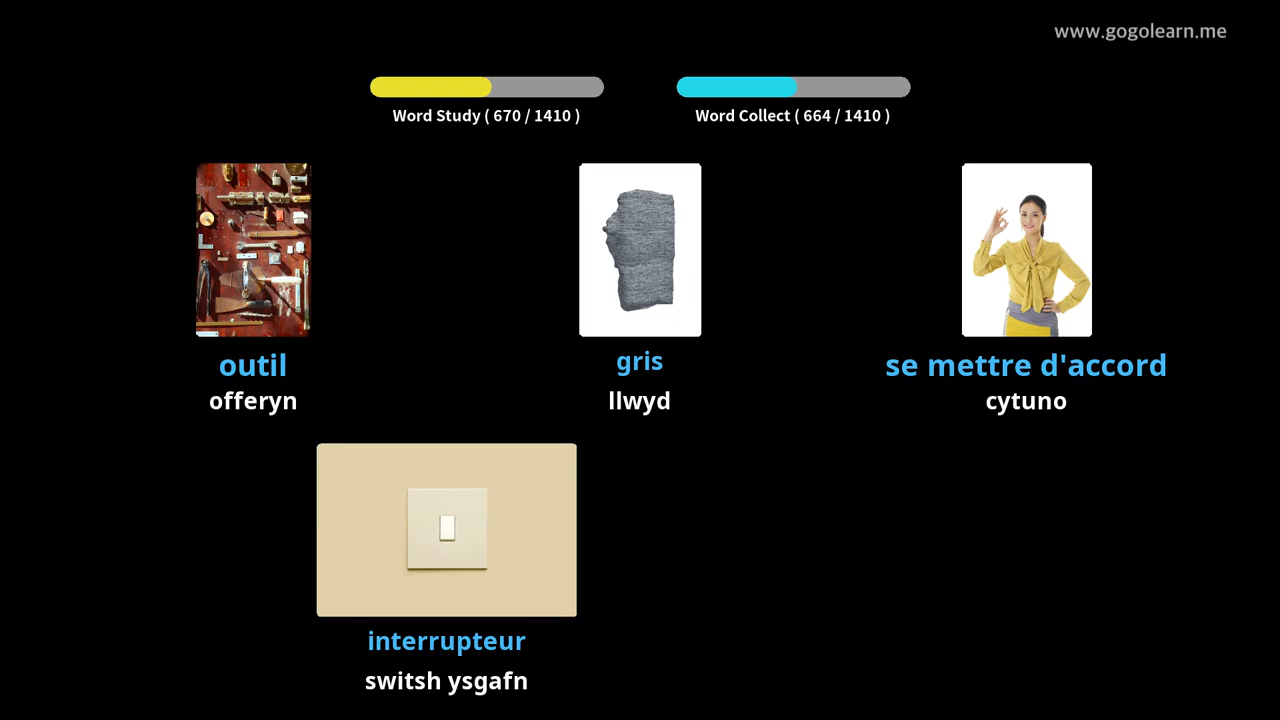 www.gogolearn.me
Word Study ( 670 / 1410 )
Word Collect ( 664 / 1410 )
outil
offeryn
gris
llwyd
se mettre d'accord
cytuno
interrupteur
switsh ysgafn